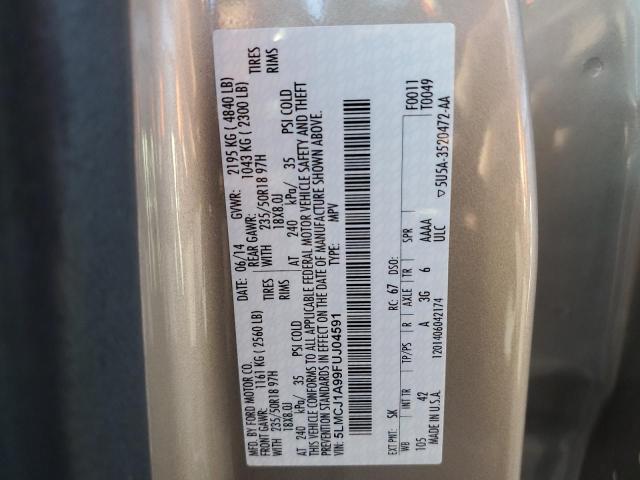 MFD. BY FORD MOTOR CO.
DATE: 06/14 GVWR: 2195 KG ( 4840 LB)
FRONT GAWR: 1161 KG (2560 LB) REAR GAWR: 1043 KG ( 2300 LB)
WITH 235/50R18 97H TIRES WITH 235/50R18 97H TIRES
18X8.0J RIMS 18X8.0J RIMS
AT 240 kPa/ 35 PSI COLD AT 240 kPa/ 35 PSI COLD
THIS VEHICLE CONFORMS TO ALL APPLICABLE FEDERAL MOTOR VEHICLE SAFETY AND THEFT
PREVENTION STANDARDS IN EFFECT ON THE DATE OF MANUFACTURE SHOWN ABOVE.
VIN: 5LMCJ1A99FUJ04591 TYPE: MPV
F0011
T0049
EXT PNT: SK RC: 67 DSO:
WB INT TR TP/PS R AXLE TR SPR
105 42 A 3G 6 AAAA
ULC
MADE IN U.S.A. 1201406042174
▽5U5A-3520472-AA